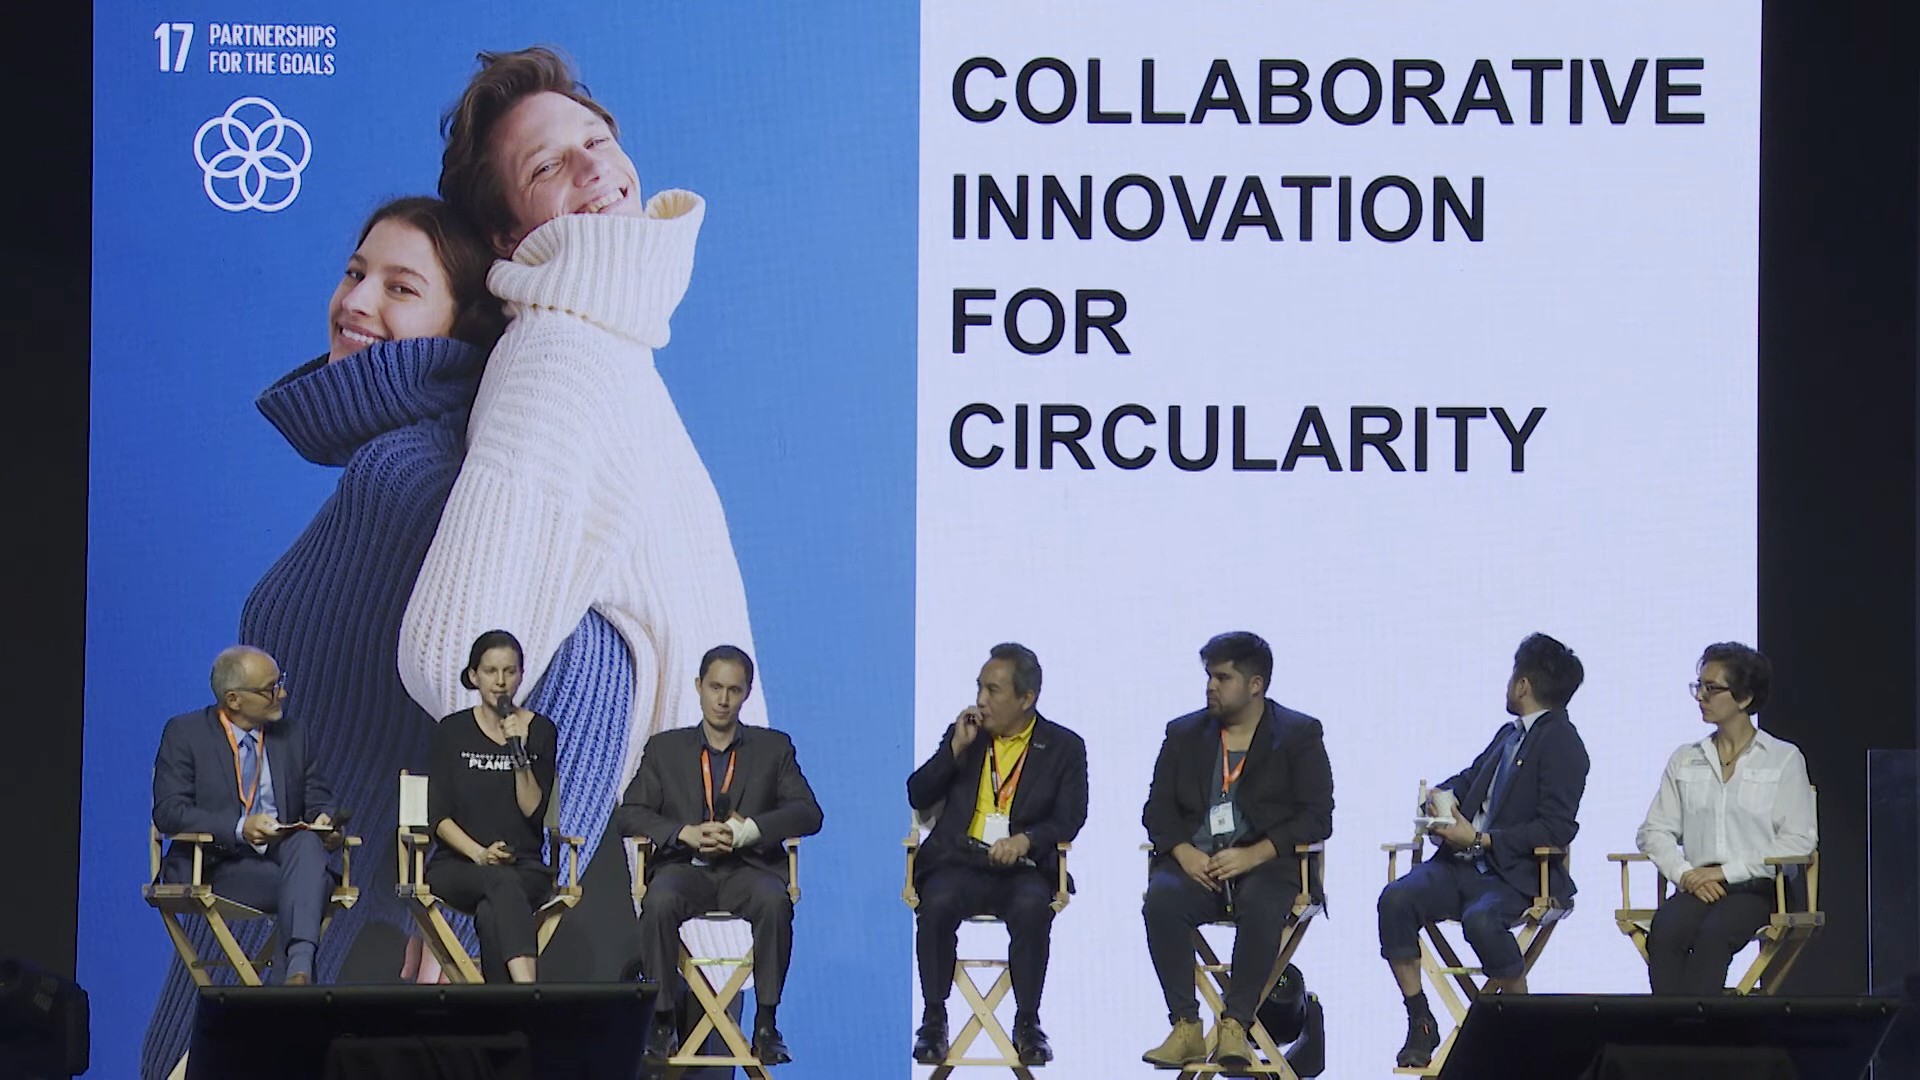 17 PARTNERSHIPS
FOR THE GOALS
COLLABORATIVE
INNOVATION
FOR
CIRCULARITY
PLANE